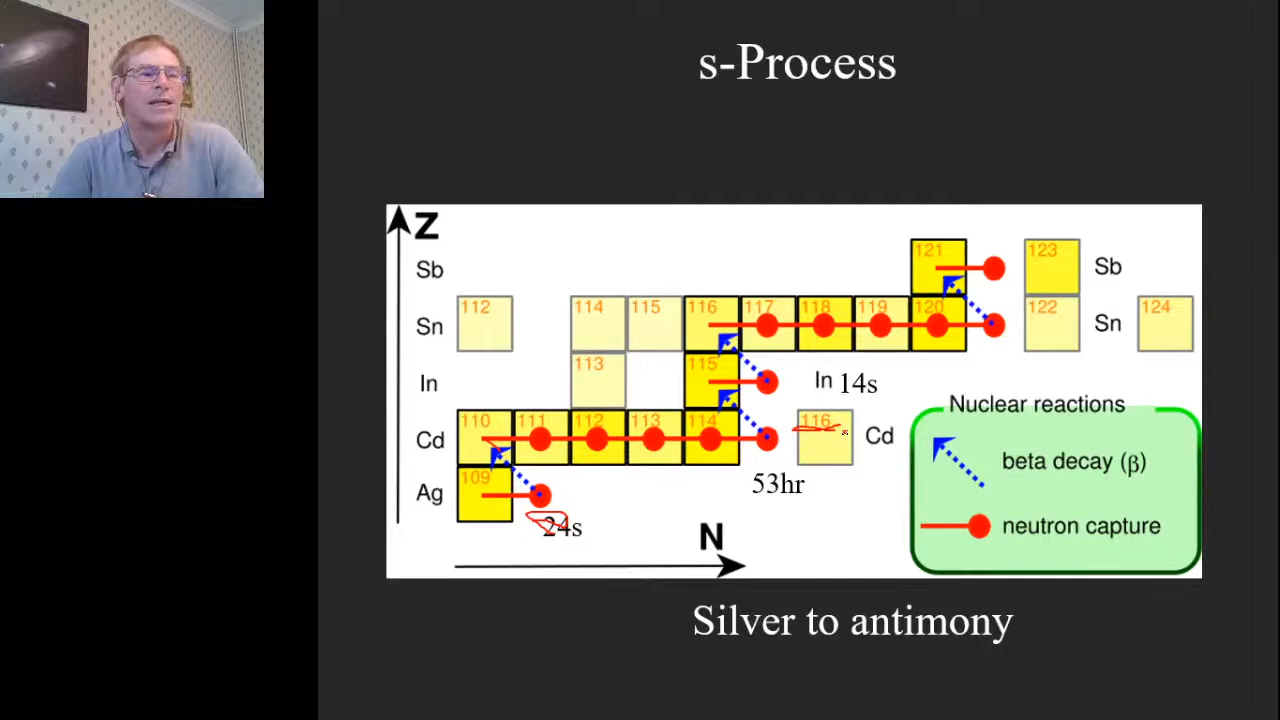 s-Process
Z
Sb 121 123 Sb
Sn 112 114 115 116 117 118 119 120 122 Sn 124
In 113 115 In 14s
Nuclear reactions
Cd 110 111 112 113 114 116 Cd
beta decay (β)
53hr
Ag 109
24s
neutron capture
N
Silver to antimony